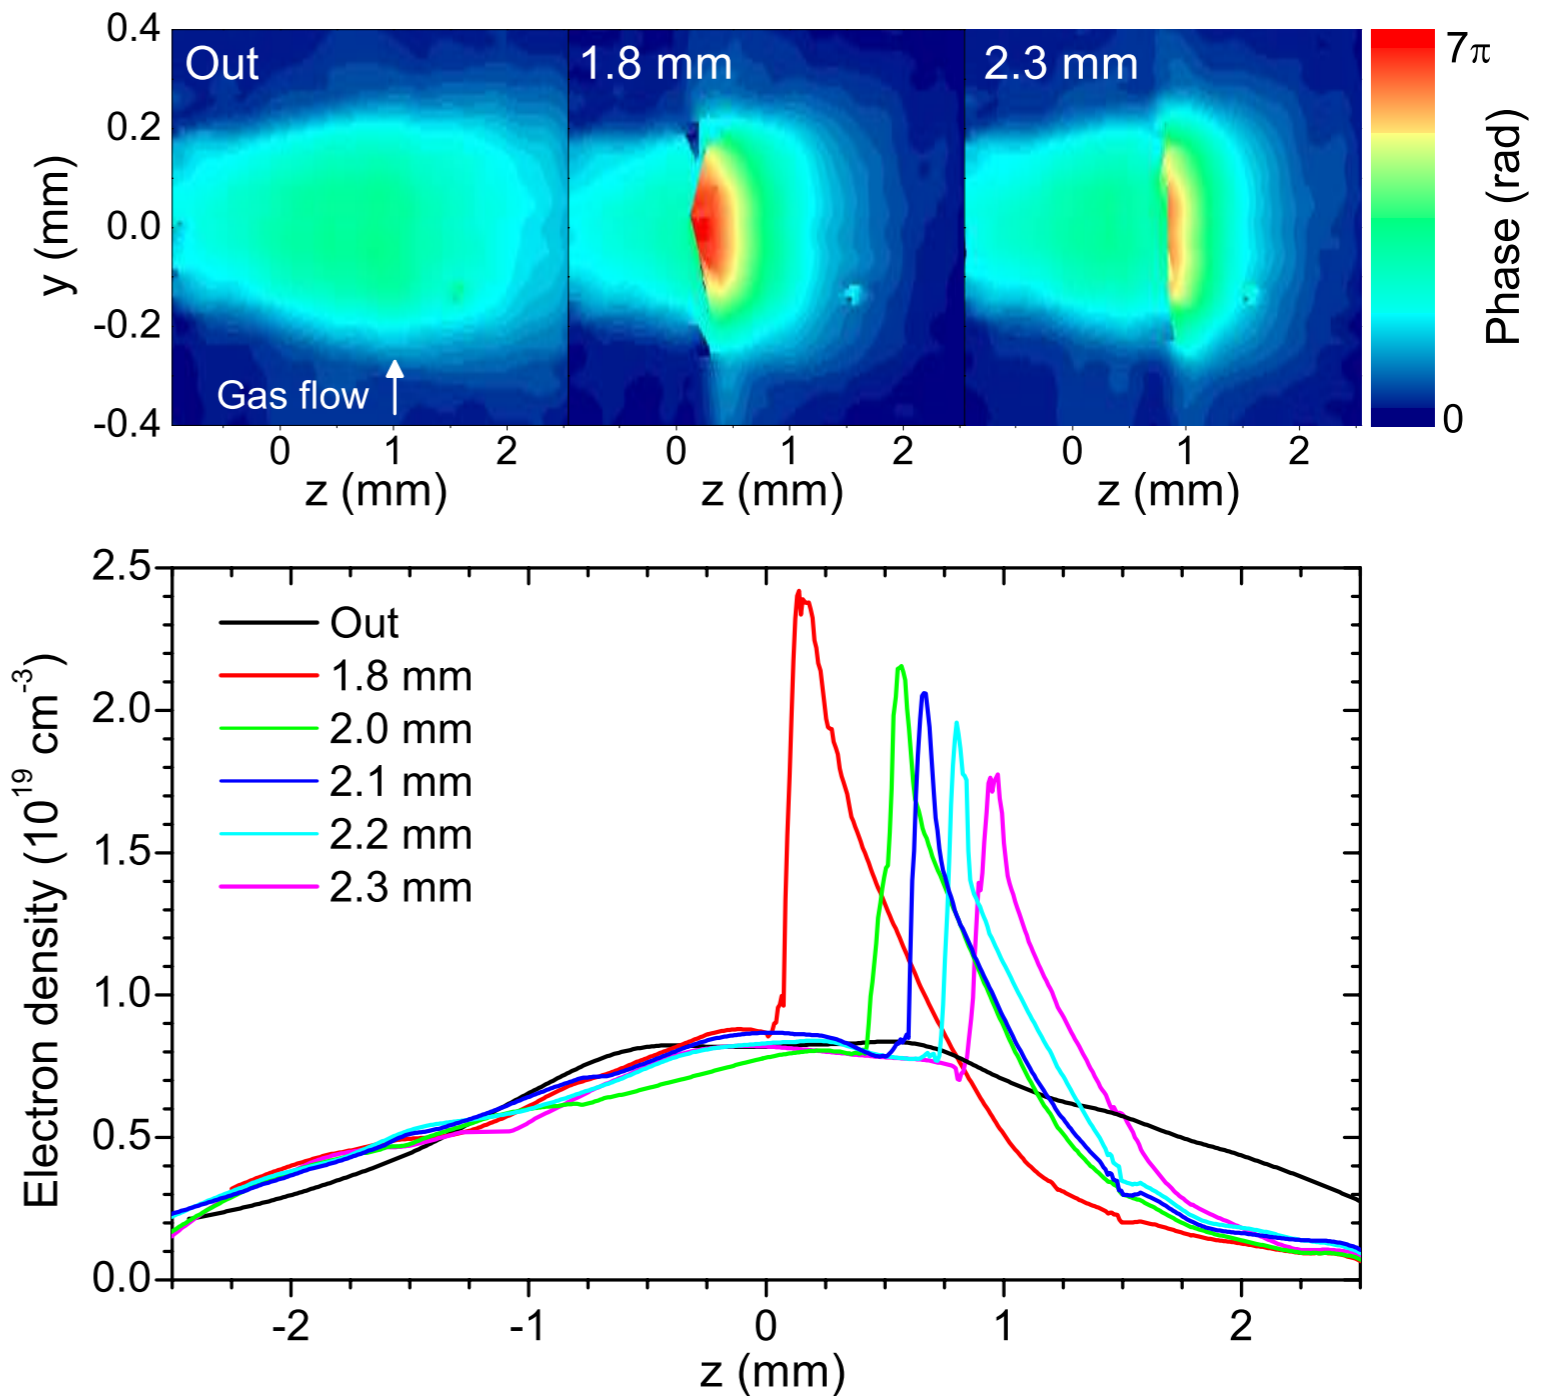 0.4
0.2
0.0
-0.2
-0.4
y (mm)
Out
1.8 mm
2.3 mm
Gas flow
7π
0
Phase (rad)
0 1 2
0 1 2
0 1 2
z (mm)
z (mm)
z (mm)
2.5
2.0
1.5
1.0
0.5
0.0
Electron density (10¹⁹ cm⁻³)
Out
1.8 mm
2.0 mm
2.1 mm
2.2 mm
2.3 mm
-2 -1 0 1 2
z (mm)